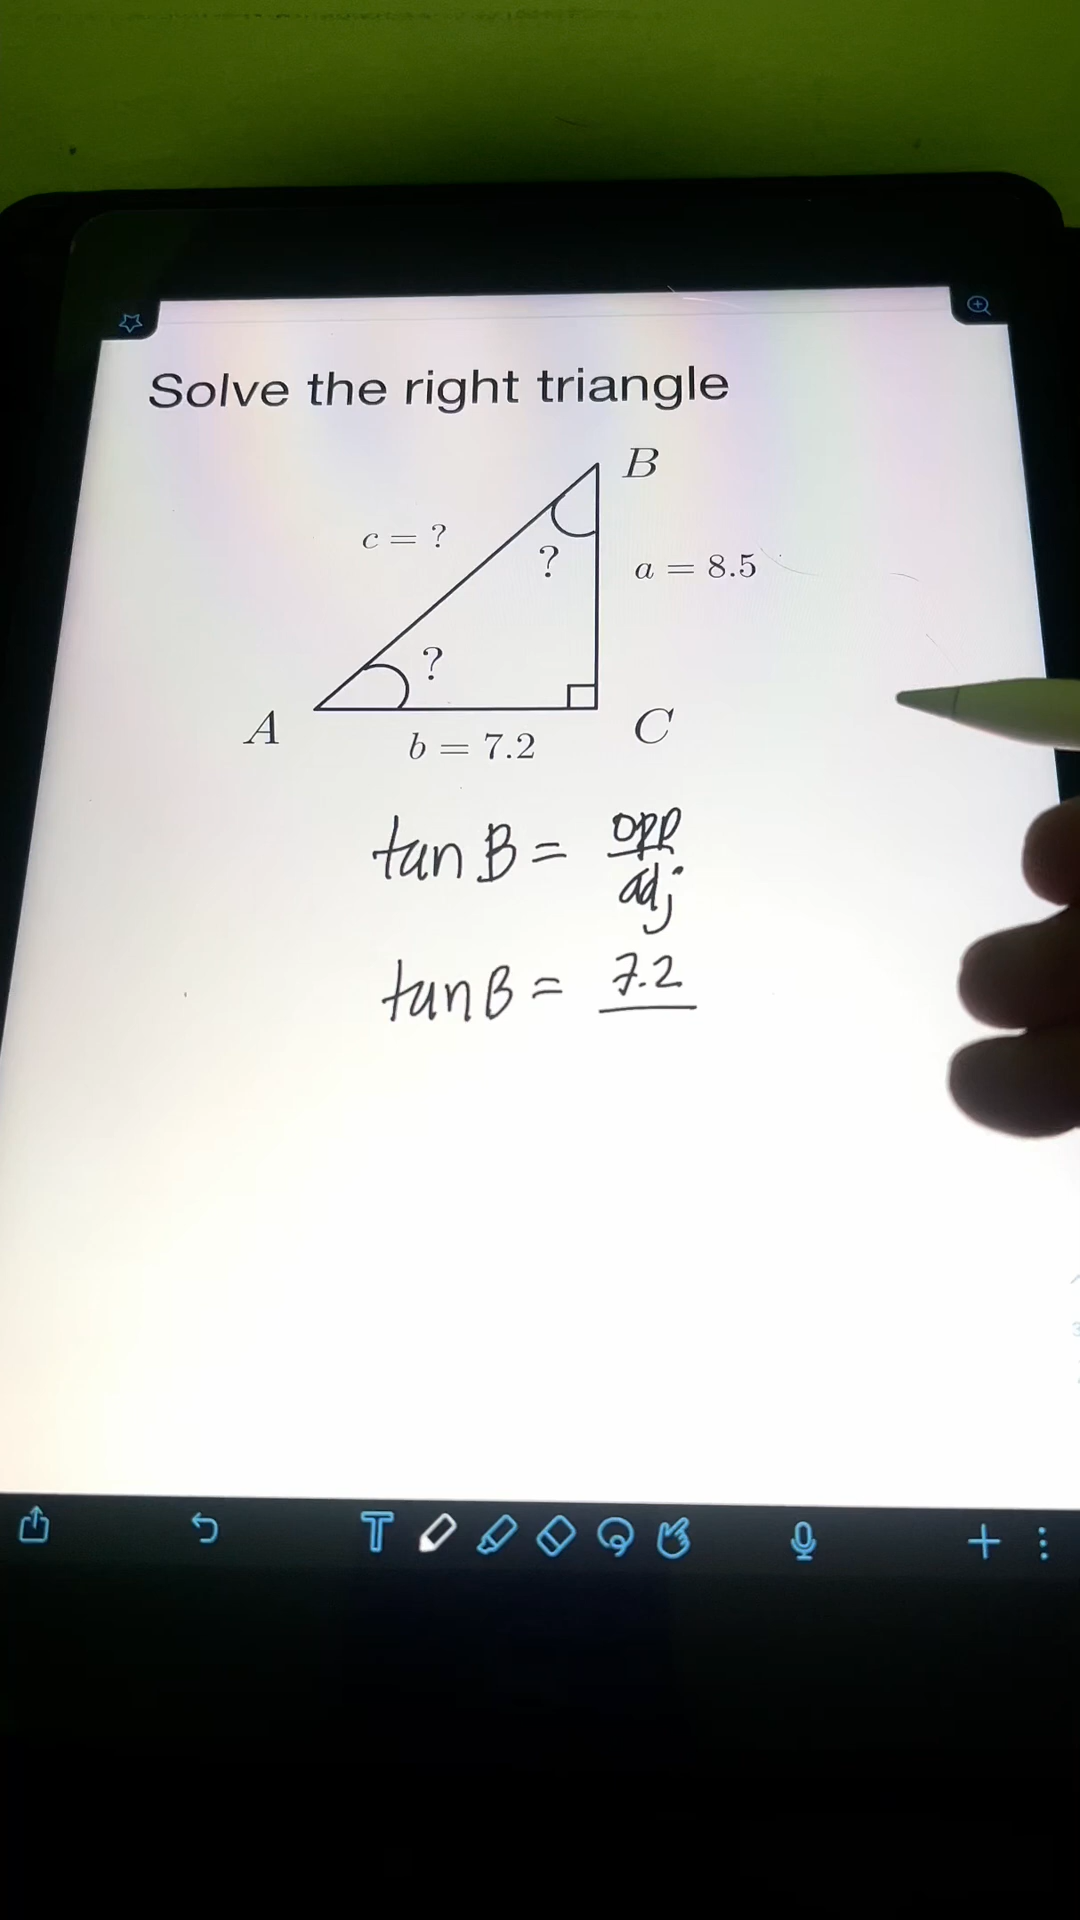 Solve the right triangle
B
c = ?
?
a = 8.5
?
A
C
b = 7.2
tan B = opp
adj
tan B = 7.2
T